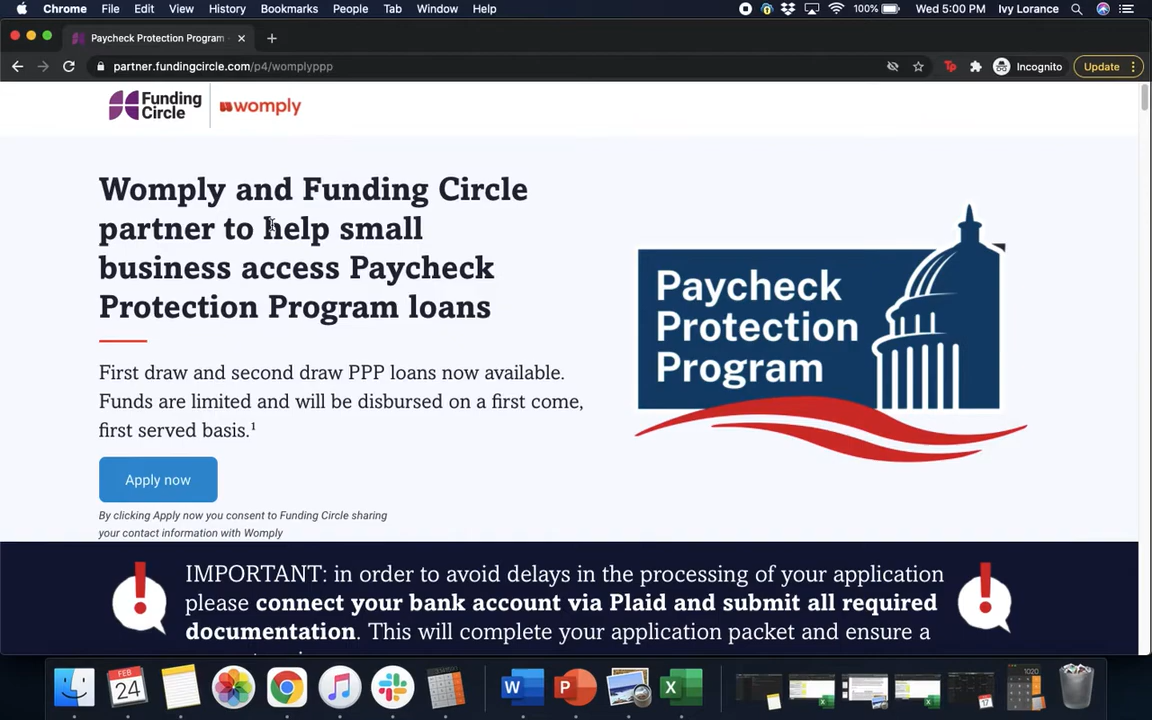 Chrome File Edit View History Bookmarks People Tab Window Help 100% Wed 5:00 PM Ivy Lorance
Paycheck Protection Program
partner.fundingcircle.com/p4/womplyppp Incognito Update
Funding Circle womply
Womply and Funding Circle
partner to help small
business access Paycheck
Protection Program loans
First draw and second draw PPP loans now available.
Funds are limited and will be disbursed on a first come,
first served basis.¹
Apply now
By clicking Apply now you consent to Funding Circle sharing
your contact information with Womply
Paycheck
Protection
Program
IMPORTANT: in order to avoid delays in the processing of your application
please connect your bank account via Plaid and submit all required
documentation. This will complete your application packet and ensure a
FEB
24
W P X
17
1020